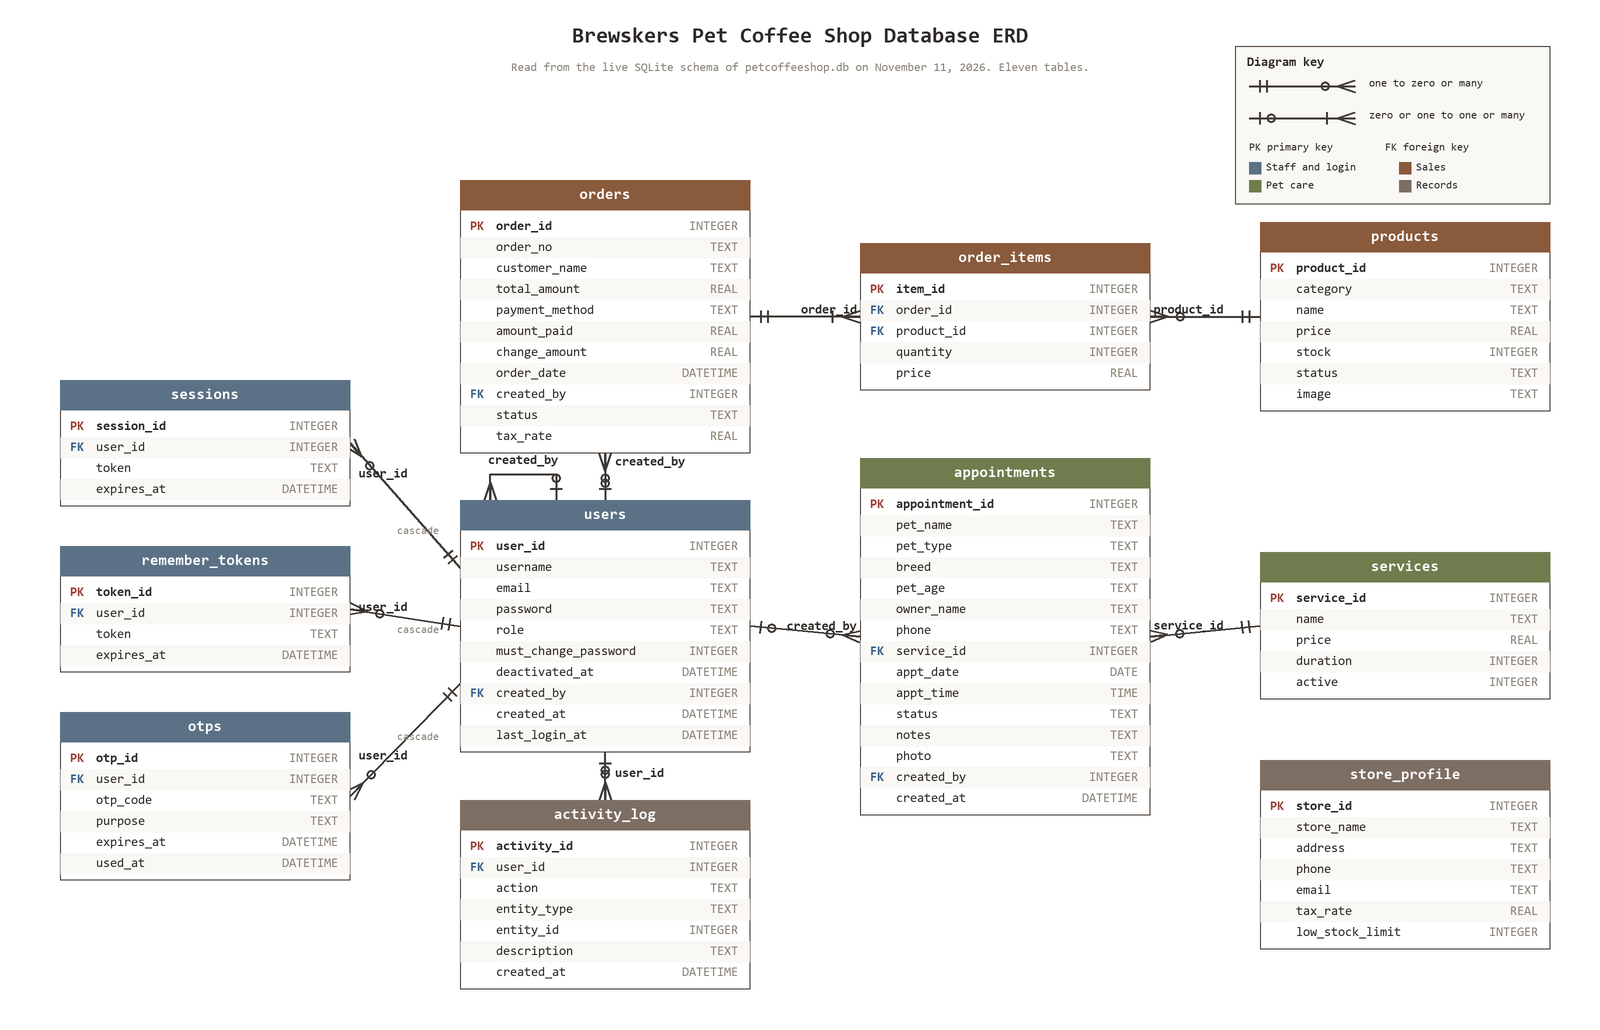 Brewskers Pet Coffee Shop Database ERD
Read from the live SQLite schema of petcoffeeshop.db on November 11, 2026. Eleven tables.
Diagram key
one to zero or many
zero or one to one or many
PK primary key FK foreign key
Staff and login Sales
Pet care Records
orders
PK order_id INTEGER
order_no TEXT
customer_name TEXT
total_amount REAL
payment_method TEXT
amount_paid REAL
change_amount REAL
order_date DATETIME
FK created_by INTEGER
status TEXT
tax_rate REAL
order_id
order_items
PK item_id INTEGER
FK order_id INTEGER
FK product_id INTEGER
quantity INTEGER
price REAL
product_id
products
PK product_id INTEGER
category TEXT
name TEXT
price REAL
stock INTEGER
status TEXT
image TEXT
sessions
PK session_id INTEGER
FK user_id INTEGER
token TEXT
expires_at DATETIME
user_id
cascade
created_by
created_by
users
PK user_id INTEGER
username TEXT
email TEXT
password TEXT
role TEXT
must_change_password INTEGER
deactivated_at DATETIME
FK created_by INTEGER
created_at DATETIME
last_login_at DATETIME
created_by
appointments
PK appointment_id INTEGER
pet_name TEXT
pet_type TEXT
breed TEXT
pet_age TEXT
owner_name TEXT
phone TEXT
FK service_id INTEGER
appt_date DATE
appt_time TIME
status TEXT
notes TEXT
photo TEXT
FK created_by INTEGER
created_at DATETIME
service_id
services
PK service_id INTEGER
name TEXT
price REAL
duration INTEGER
active INTEGER
remember_tokens
PK token_id INTEGER
FK user_id INTEGER
token TEXT
expires_at DATETIME
user_id
cascade
otps
PK otp_id INTEGER
FK user_id INTEGER
otp_code TEXT
purpose TEXT
expires_at DATETIME
used_at DATETIME
cascade
user_id
user_id
activity_log
PK activity_id INTEGER
FK user_id INTEGER
action TEXT
entity_type TEXT
entity_id INTEGER
description TEXT
created_at DATETIME
store_profile
PK store_id INTEGER
store_name TEXT
address TEXT
phone TEXT
email TEXT
tax_rate REAL
low_stock_limit INTEGER